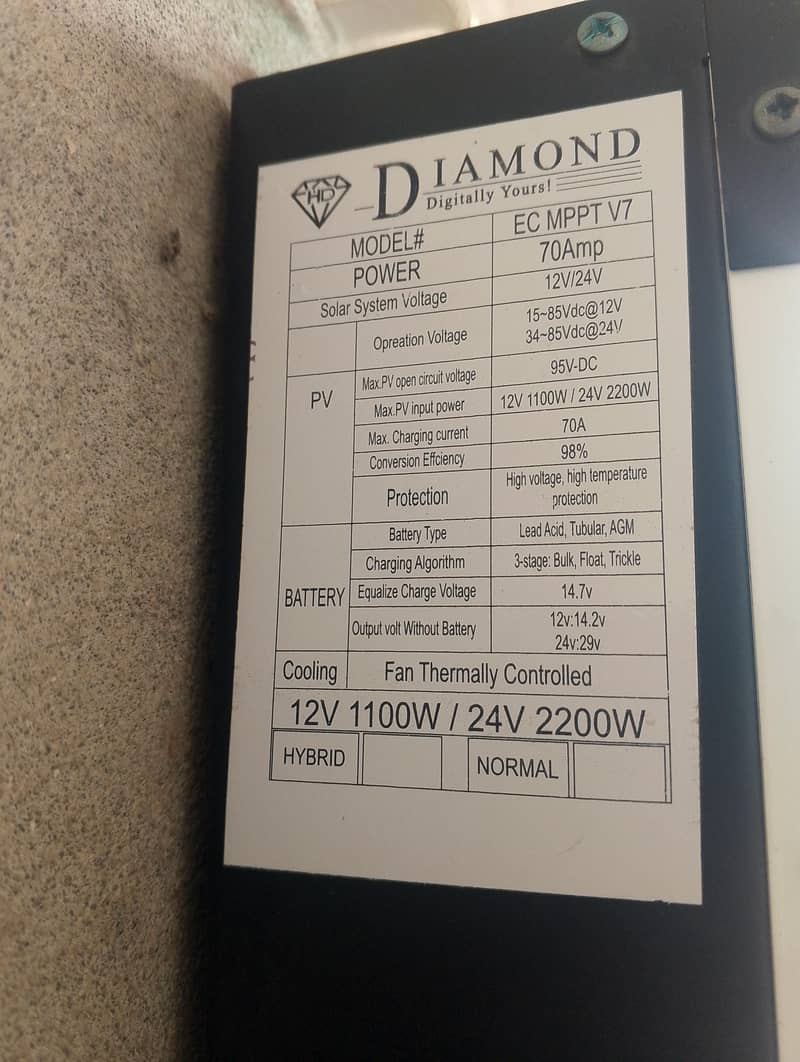 HD DIAMOND
Digitally Yours!
MODEL# EC MPPT V7
POWER 70Amp
Solar System Voltage 12V/24V
PV
Opreation Voltage 15~85Vdc@12V
34~85Vdc@24V
Max.PV open circuit voltage 95V-DC
Max.PV input power 12V 1100W / 24V 2200W
Max. Charging current 70A
Conversion Effciency 98%
Protection High voltage, high temperature
protection
BATTERY
Battery Type Lead Acid, Tubular, AGM
Charging Algorithm 3-stage: Bulk, Float, Trickle
Equalize Charge Voltage 14.7v
Output volt Without Battery 12v:14.2v
24v:29v
Cooling Fan Thermally Controlled
12V 1100W / 24V 2200W
HYBRID NORMAL